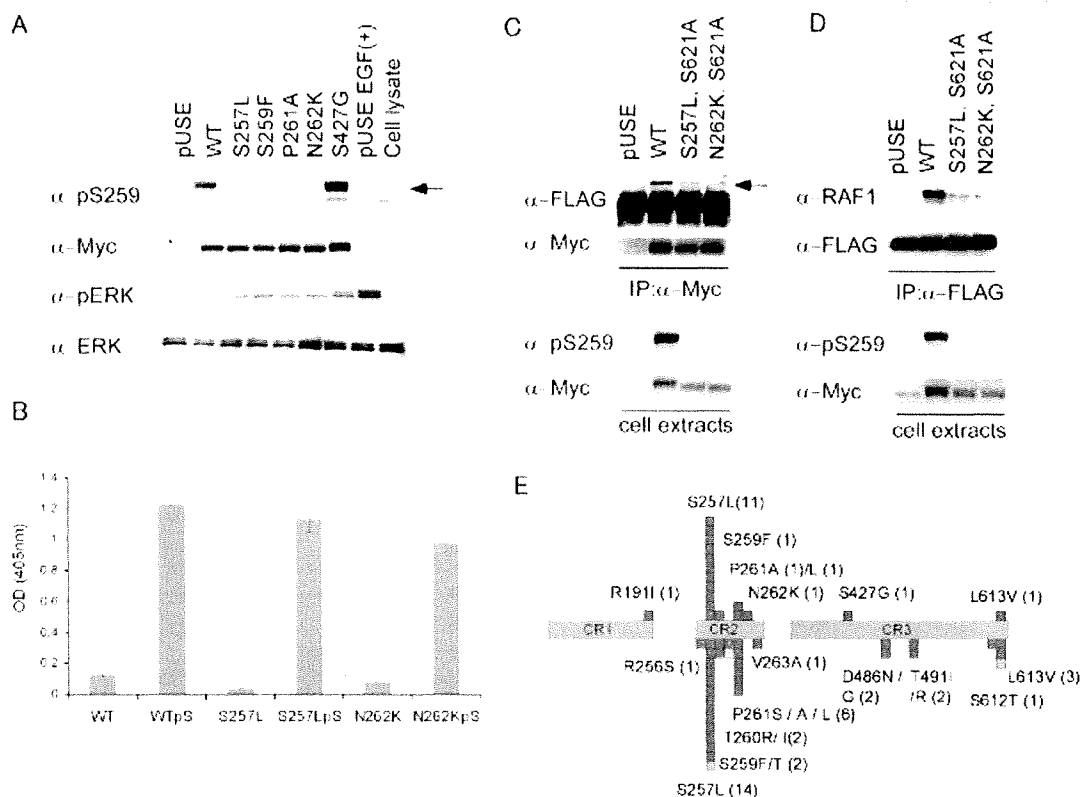 A
pUSE
WT
S257L
S259F
P261A
N262K
S427G
pUSE EGF(+)
Cell lysate
α pS259
α-Myc
α-pERK
α ERK
B
OD (405nm)
1.4
1.2
1
0.8
0.6
0.4
0.2
0
WT
WTpS
S257L
S257LpS
N262K
N262KpS
C
pUSE
WT
S257L. S621A
N262K. S621A
α-FLAG
α Myc
IP:α-Myc
α pS259
α-Myc
cell extracts
D
pUSE
WT
S257L, S621A
N262K, S621A
α-RAF1
α-FLAG
IP:α-FLAG
α-pS259
α-Myc
cell extracts
E
S257L(11)
S259F (1)
P261A (1)/L (1)
R191I (1)
N262K (1)
S427G (1)
L613V (1)
CR1
CR2
CR3
R256S (1)
V263A (1)
D486N /
G (2)
T491I
/R (2)
L613V (3)
S612T (1)
P261S / A / L (6)
T260R/ I(2)
S259F/T (2)
S257L (14)